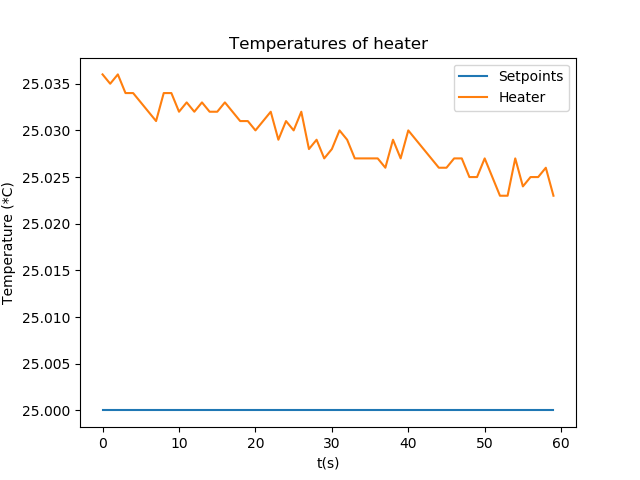 Temperatures of heater
Setpoints
Heater
Temperature (*C)
25.035
25.030
25.025
25.020
25.015
25.010
25.005
25.000
0 10 20 30 40 50 60
t(s)